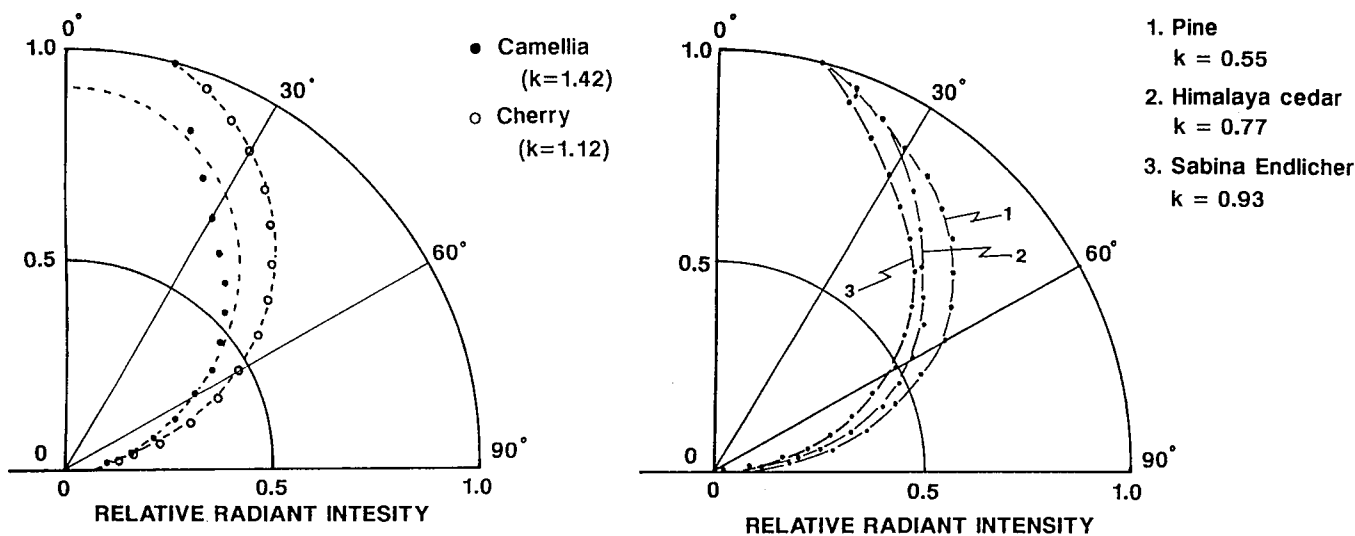 0°
1.0
30°
60°
0.5
0
90°
0
0.5
1.0
RELATIVE RADIANT INTESITY
● Camellia
(k=1.42)
○ Cherry
(k=1.12)
0°
1.0
30°
60°
0.5
1
2
3
0
90°
0
0.5
1.0
RELATIVE RADIANT INTENSITY
1. Pine
k = 0.55
2. Himalaya cedar
k = 0.77
3. Sabina Endlicher
k = 0.93